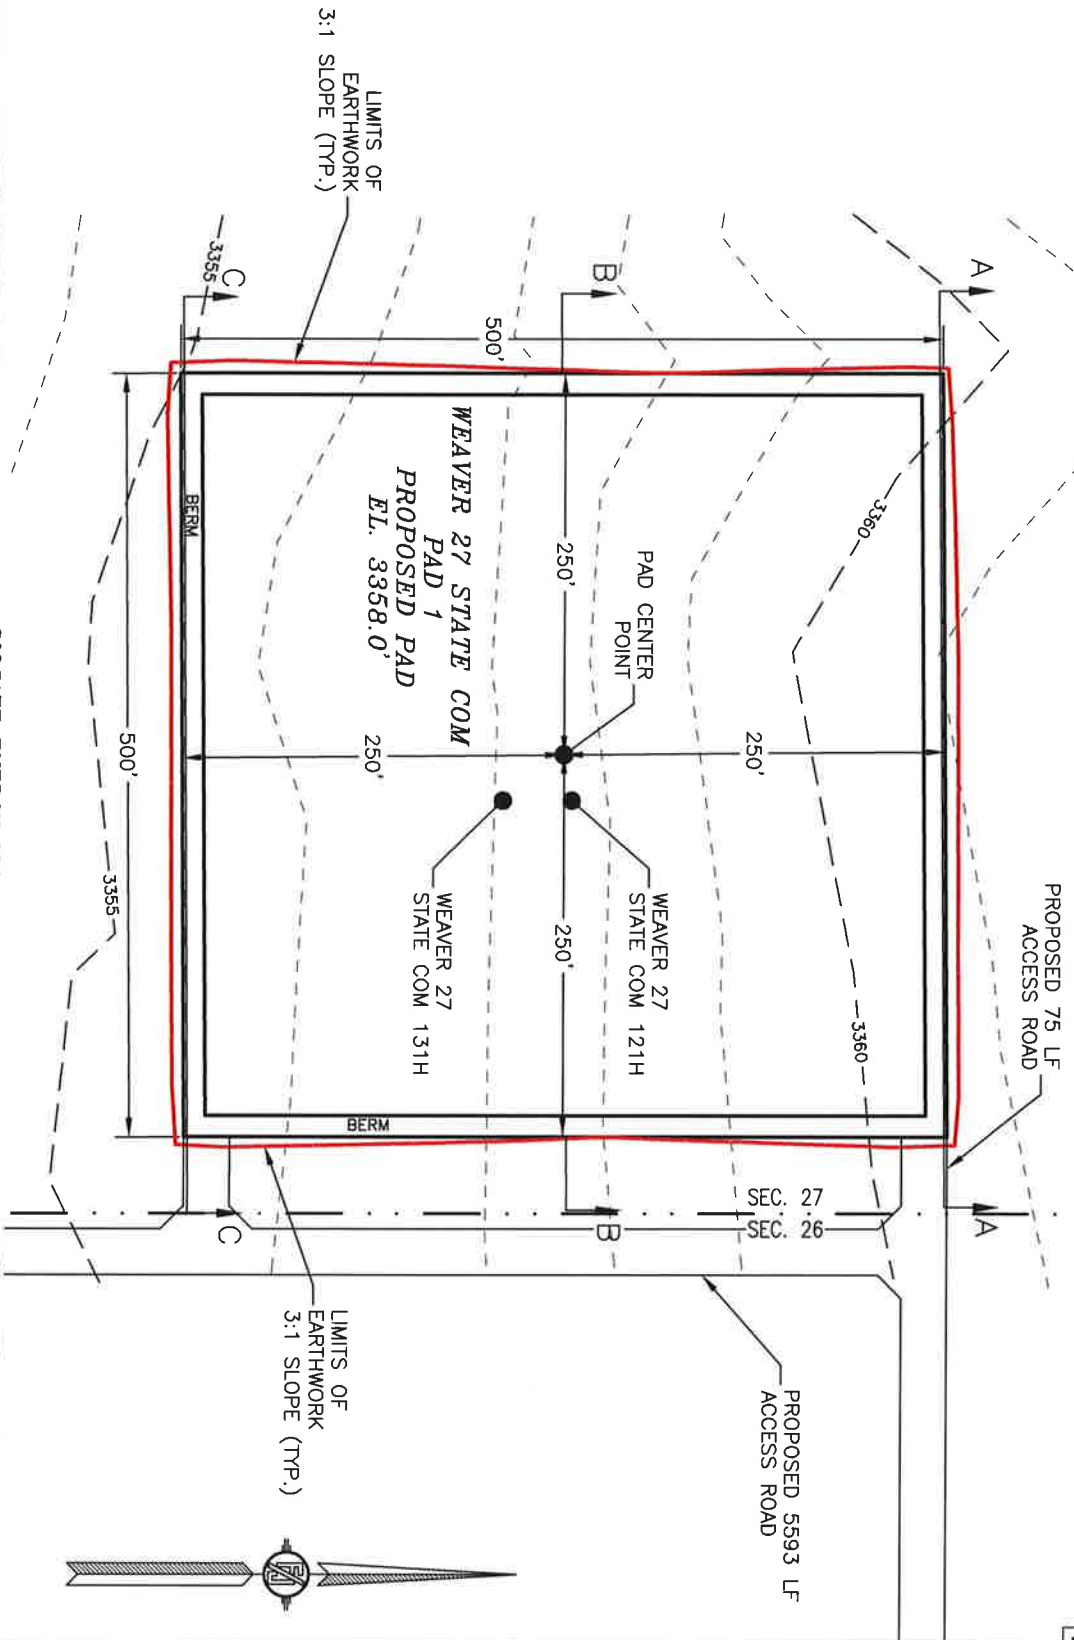 LIMITS OF
EARTHWORK
3:1 SLOPE (TYP.)
3355
C
B
A
500'
BERM
WEAVER 27 STATE COM
PAD 1
PROPOSED PAD
EL. 3358.0'
250'
PAD CENTER
POINT
3360
500'
250'
250'
3355
250'
WEAVER 27
STATE COM 131H
WEAVER 27
STATE COM 121H
3360
PROPOSED 75 LF
ACCESS ROAD
BERM
SEC. 27
SEC. 26
C
B
A
LIMITS OF
EARTHWORK
3:1 SLOPE (TYP.)
PROPOSED 5593 LF
ACCESS ROAD